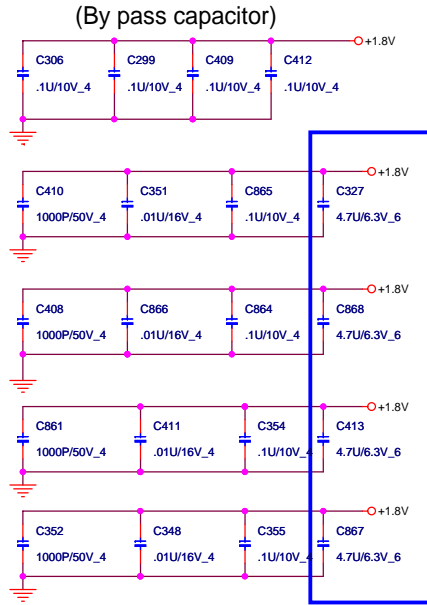 (By pass capacitor)
+1.8V
C306 C299 C409 C412
.1U/10V_4 .1U/10V_4 .1U/10V_4 .1U/10V_4
+1.8V
C410 C351 C865 C327
1000P/50V_4 .01U/16V_4 .1U/10V_4 4.7U/6.3V_6
+1.8V
C408 C866 C864 C868
1000P/50V_4 .01U/16V_4 .1U/10V_4 4.7U/6.3V_6
+1.8V
C861 C411 C354 C413
1000P/50V_4 .01U/16V_4 .1U/10V_4 4.7U/6.3V_6
+1.8V
C352 C348 C355 C867
1000P/50V_4 .01U/16V_4 .1U/10V_4 4.7U/6.3V_6